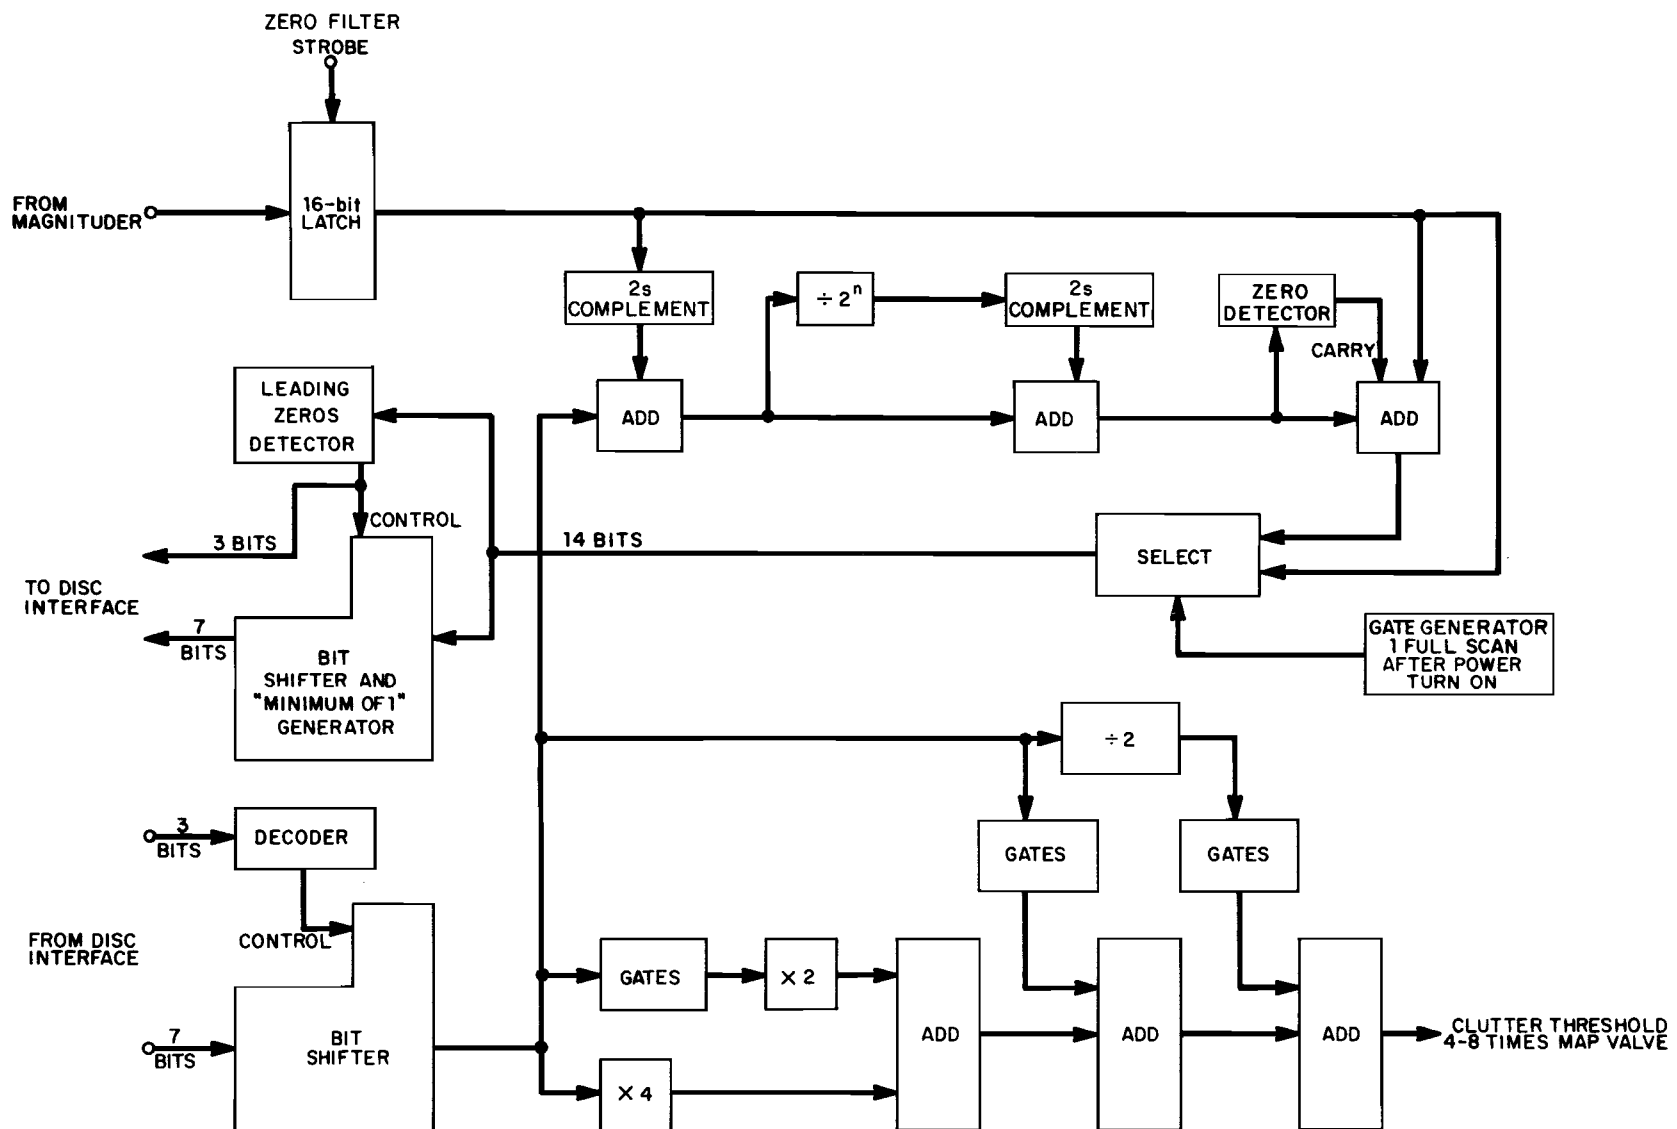 ZERO FILTER
STROBE
FROM
MAGNITUDER
16-bit
LATCH
2s
COMPLEMENT
÷ 2ⁿ
2s
COMPLEMENT
ZERO
DETECTOR
CARRY
LEADING
ZEROS
DETECTOR
ADD
ADD
ADD
CONTROL
3 BITS
14 BITS
SELECT
TO DISC
INTERFACE
7
BITS
BIT
SHIFTER AND
"MINIMUM OF 1"
GENERATOR
GATE GENERATOR
1 FULL SCAN
AFTER POWER
TURN ON
÷ 2
3
BITS
DECODER
GATES
GATES
CONTROL
FROM DISC
INTERFACE
GATES
X 2
7
BITS
BIT
SHIFTER
X 4
ADD
ADD
ADD
CLUTTER THRESHOLD
4-8 TIMES MAP VALVE